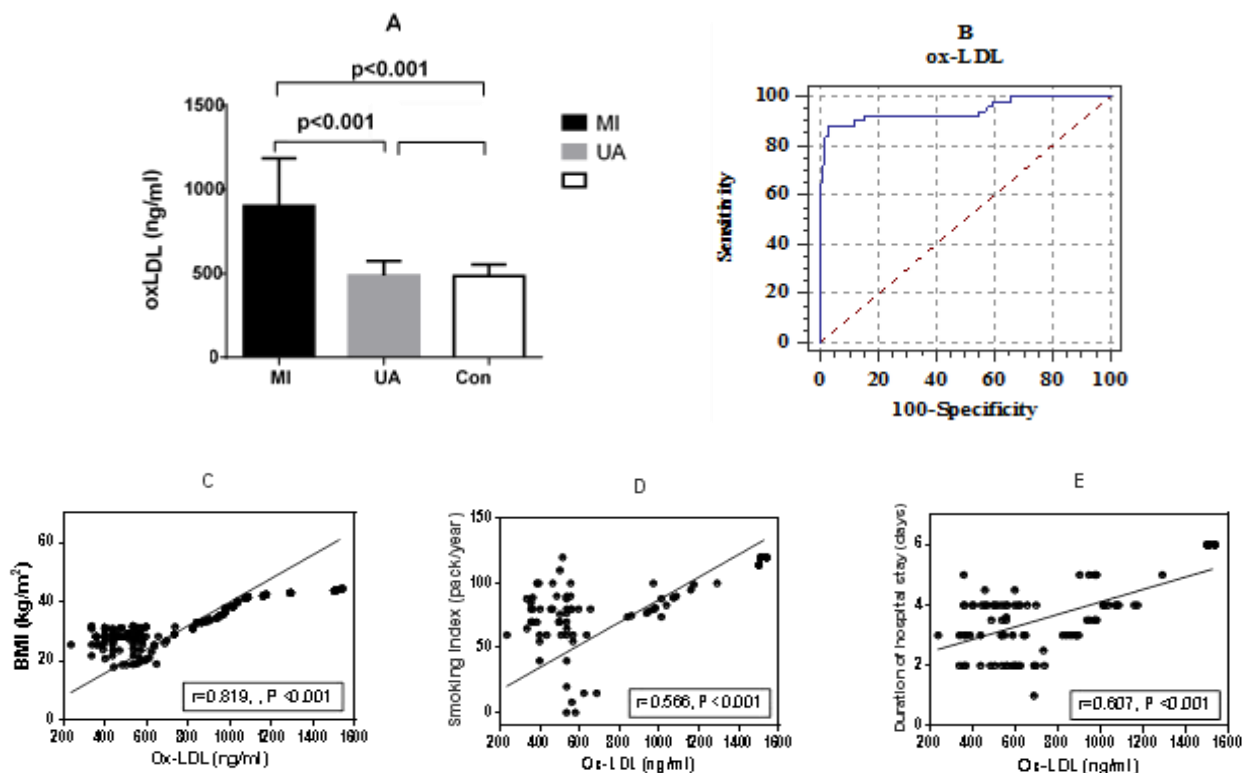 A
p<0.001
p<0.001
oxLDL (ng/ml)
1500
1000
500
0
MI
UA
Con
MI
UA
B
ox-LDL
Sensitivity
100
80
60
40
20
0
0 20 40 60 80 100
100-Specificity
C
BMI (kg/m²)
60
40
20
0
r=0.819, , P <0.001
200 400 600 800 1000 1200 1400 1600
Ox-LDL (ng/ml)
D
Smoking Index (pack/year)
150
100
50
0
r=0.566, P <0.001
200 400 600 800 1000 1200 1400 1600
Ox-LDL (ng/ml)
E
Duration of hospital stay (days)
6
4
2
0
r=0.607, P <0.001
200 400 600 800 1000 1200 1400 1600
Ox-LDL (ng/ml)